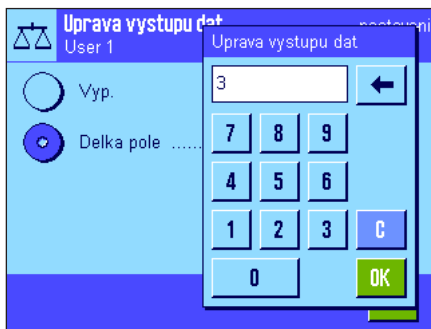 Uprava vystupu dat
User 1
Vyp.
Delka pole ......
Uprava vystupu dat
3
7 8 9
4 5 6
1 2 3 C
0 OK